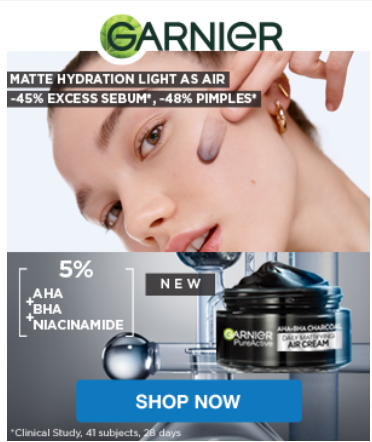 GARNIER
MATTE HYDRATION LIGHT AS AIR
-45% EXCESS SEBUM*, -48% PIMPLES*
5%
+AHA
+BHA
NIACINAMIDE
NEW
GARNIER
PureActive
AHA-BHA CHARCOAL
DAILY MATTIFYING
AIR CREAM
SHOP NOW
*Clinical Study, 41 subjects, 28 days